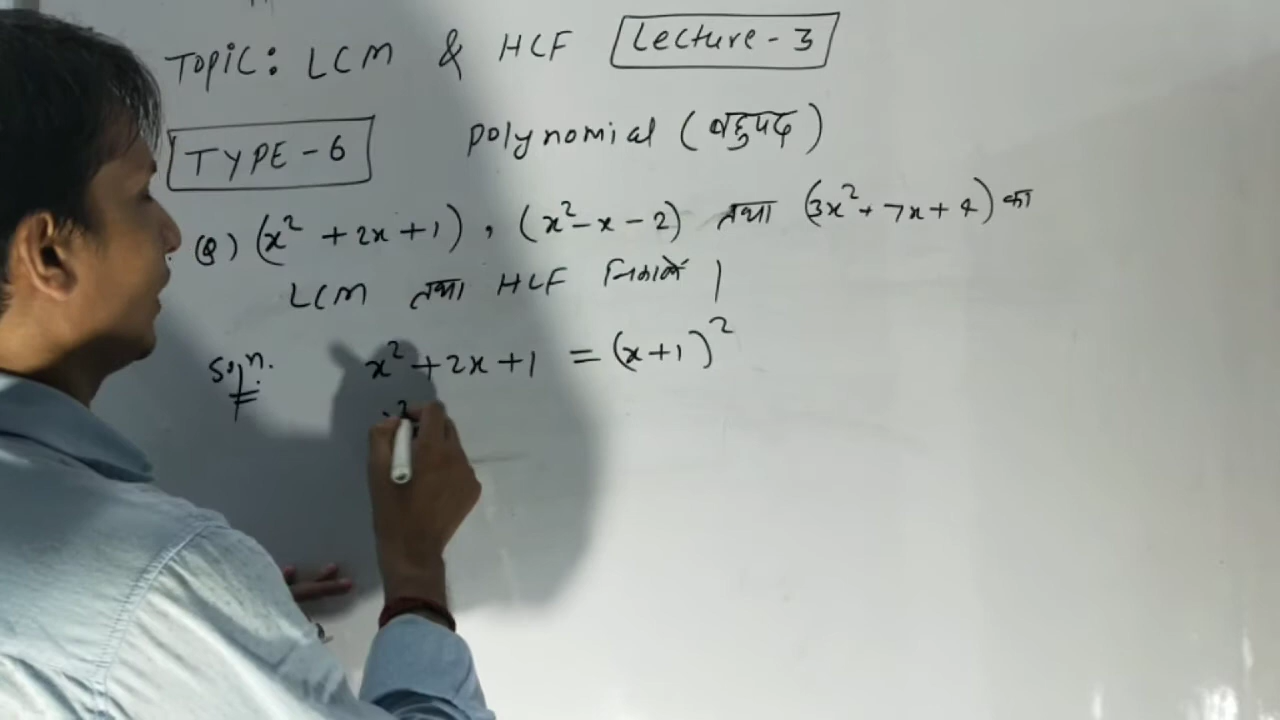 Topic: LCM & HCF Lecture-3
TYPE-6 polynomial (बहुपद)
(Q) (x² + 2x + 1), (x² - x - 2) तथा (3x² + 7x + 4) का
LCM तथा HCF निकालें।
Soln. x² + 2x + 1 = (x+1)²